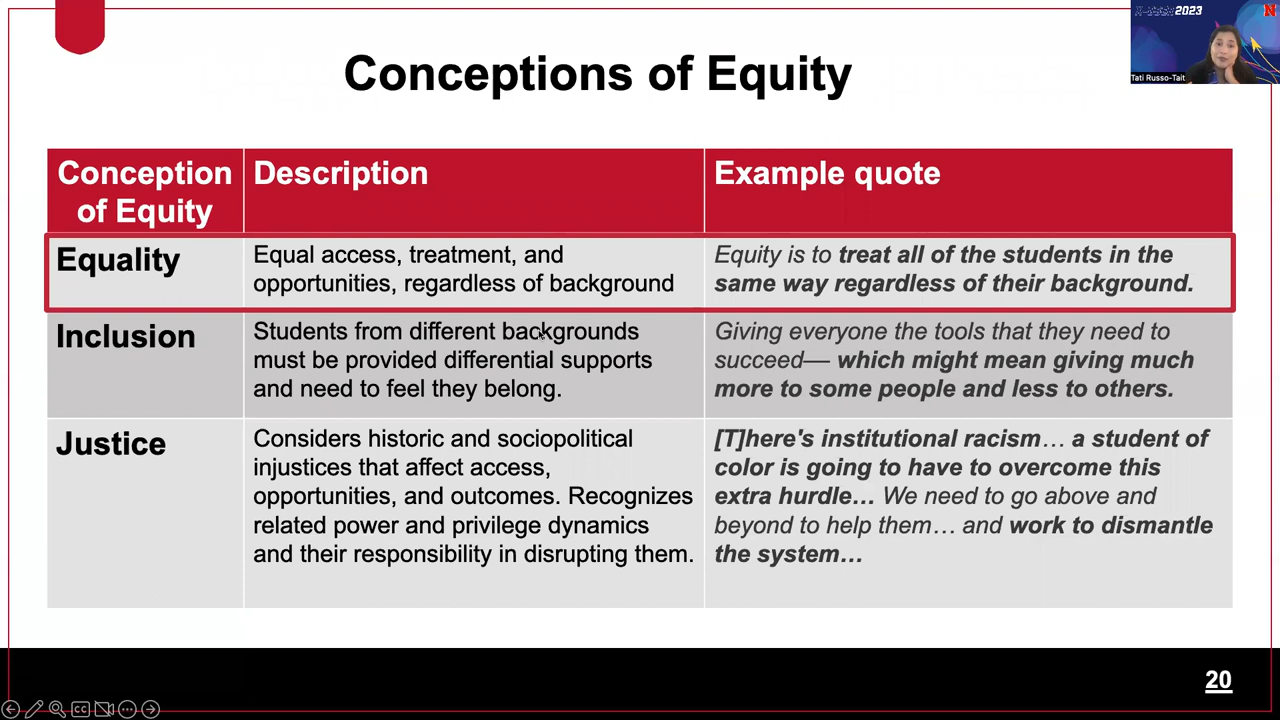 X-DBER 2023
N
Tati Russo-Tait
Conceptions of Equity
Conception of Equity
Description
Example quote
Equality
Equal access, treatment, and
opportunities, regardless of background
Equity is to treat all of the students in the
same way regardless of their background.
Inclusion
Students from different backgrounds
must be provided differential supports
and need to feel they belong.
Giving everyone the tools that they need to
succeed— which might mean giving much
more to some people and less to others.
Justice
Considers historic and sociopolitical
injustices that affect access,
opportunities, and outcomes. Recognizes
related power and privilege dynamics
and their responsibility in disrupting them.
[T]here's institutional racism… a student of
color is going to have to overcome this
extra hurdle… We need to go above and
beyond to help them… and work to dismantle
the system…
20
CC